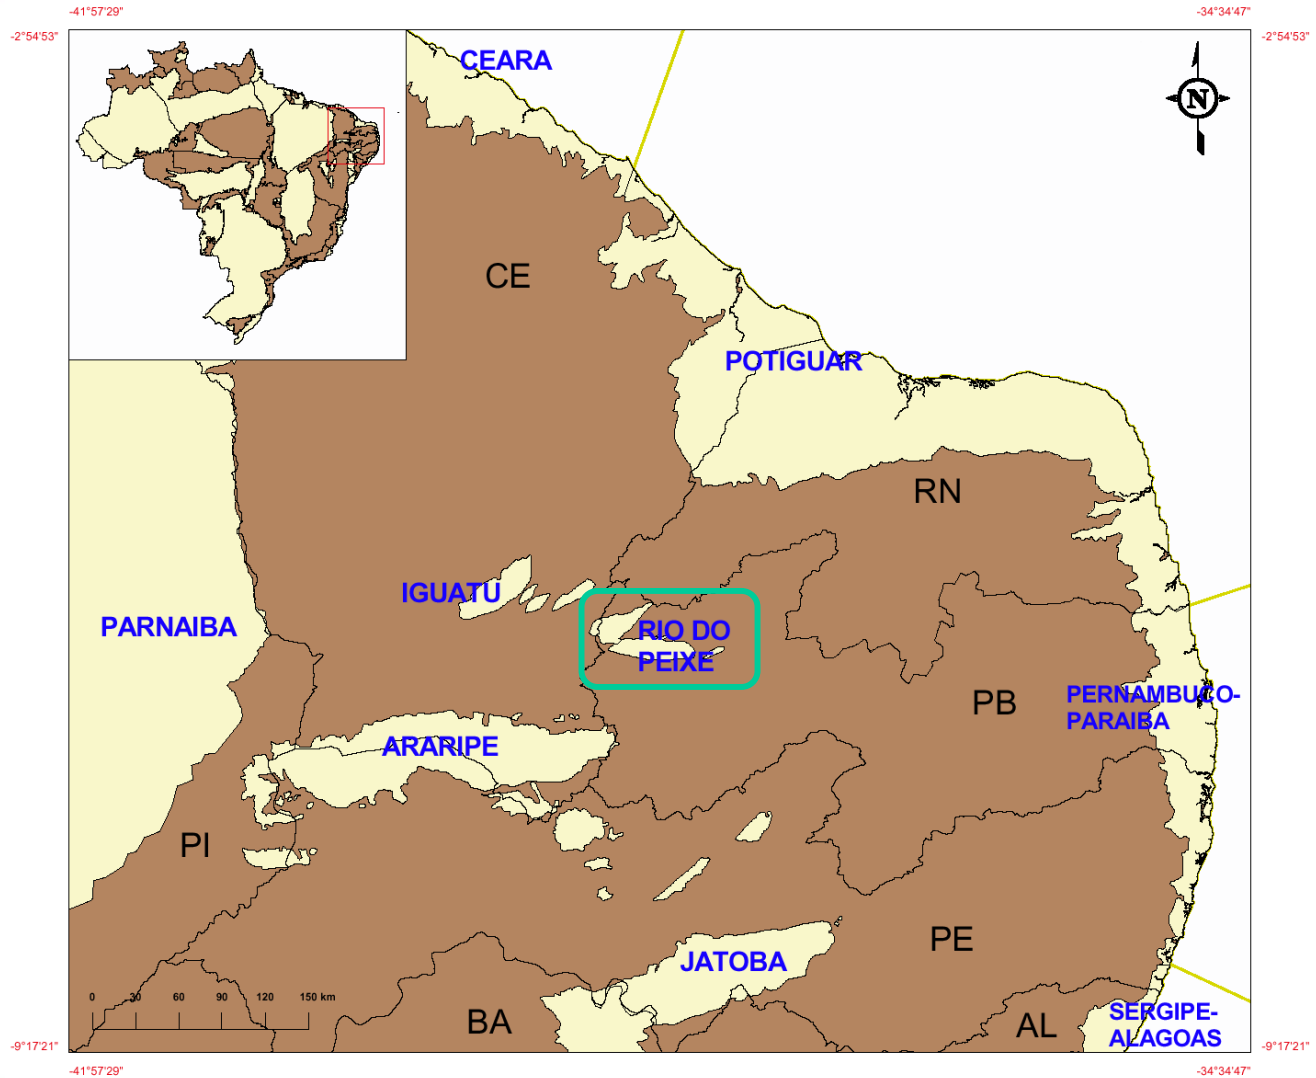 -41°57'29"
-34°34'47"
-2°54'53"
-2°54'53"
CEARA
N
CE
POTIGUAR
RN
IGUATU
PARNAIBA
RIO DO
PEIXE
PERNAMBUCO-
PARAIBA
PB
ARARIPE
PI
PE
JATOBA
0 30 60 90 120 150 km
BA
AL
SERGIPE-
ALAGOAS
-9°17'21"
-9°17'21"
-41°57'29"
-34°34'47"